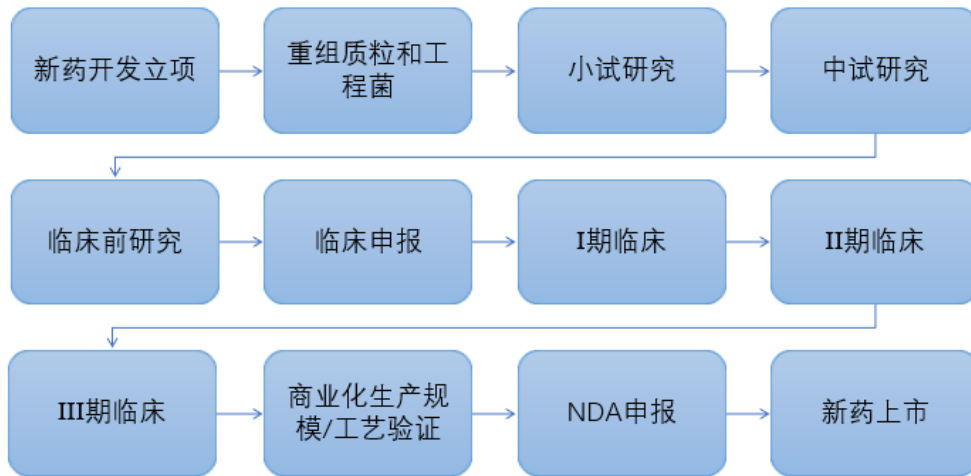 新药开发立项
重组质粒和工
程菌
小试研究
中试研究
临床前研究
临床申报
I期临床
II期临床
III期临床
商业化生产规
模/工艺验证
NDA申报
新药上市